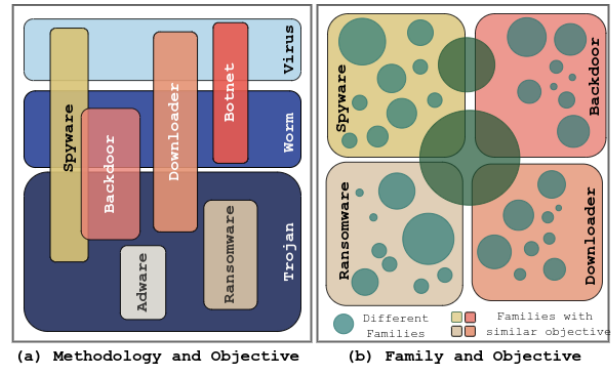 Virus
Worm
Trojan
Spyware
Backdoor
Downloader
Botnet
Adware
Ransomware
(a) Methodology and Objective
Spyware
Backdoor
Ransomware
Downloader
Different
Families
Families with
similar objective
(b) Family and Objective